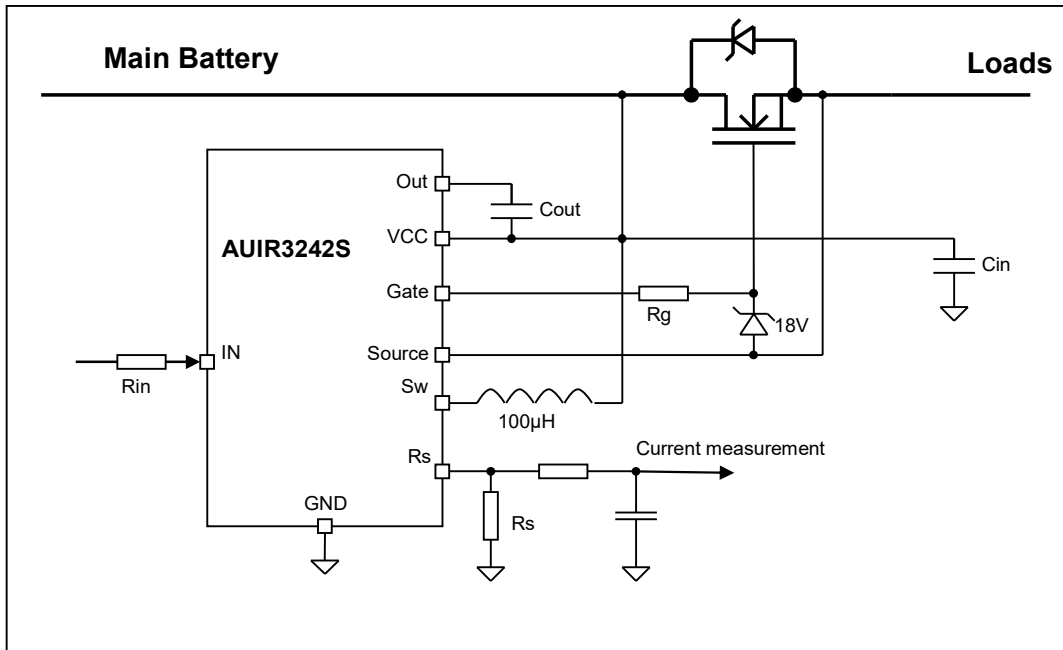 Main Battery
Loads
Out
Cout
VCC
AUIR3242S
Cin
Gate
Rg
18V
Source
IN
Rin
Sw
100µH
Rs
Current measurement
GND
Rs